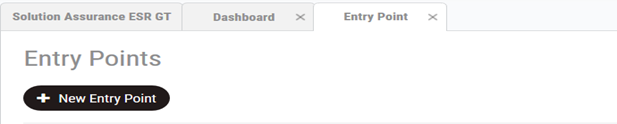 Solution Assurance ESR GT Dashboard × Entry Point ×
Entry Points
+ New Entry Point